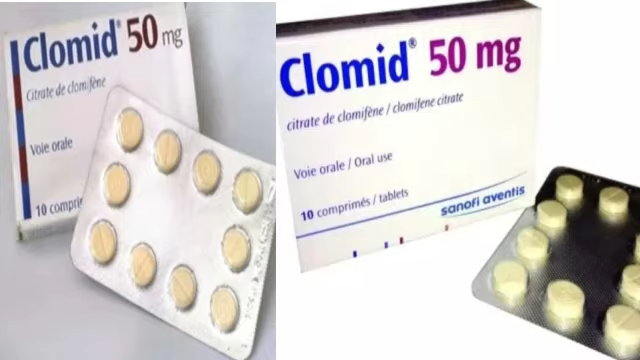 Clomid® 50 mg
Citrate de clomifène
Voie orale
10 compri
Clomid® 50 mg
citrate de clomifène / clomifene citrate
Voie orale / Oral use
10 comprimés / tablets
sanofi aventis